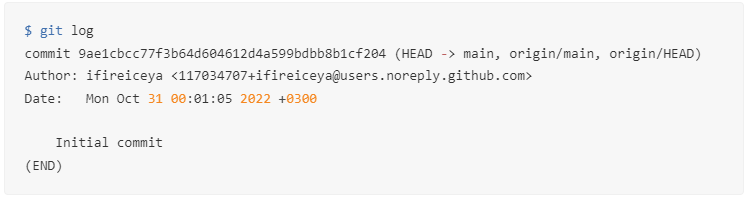 $ git log
commit 9ae1cbcc77f3b64d604612d4a599bdbb8b1cf204 (HEAD -> main, origin/main, origin/HEAD)
Author: ifireiceya <117034707+ifireiceya@users.noreply.github.com>
Date:   Mon Oct 31 00:01:05 2022 +0300
    Initial commit
(END)